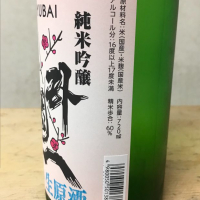 UBAI
純米吟醸
生原酒
原材料名:米(国産)・米麹(国産米)
アルコール分:16度以上17度未満
内容量:720ml
精米歩合:60%